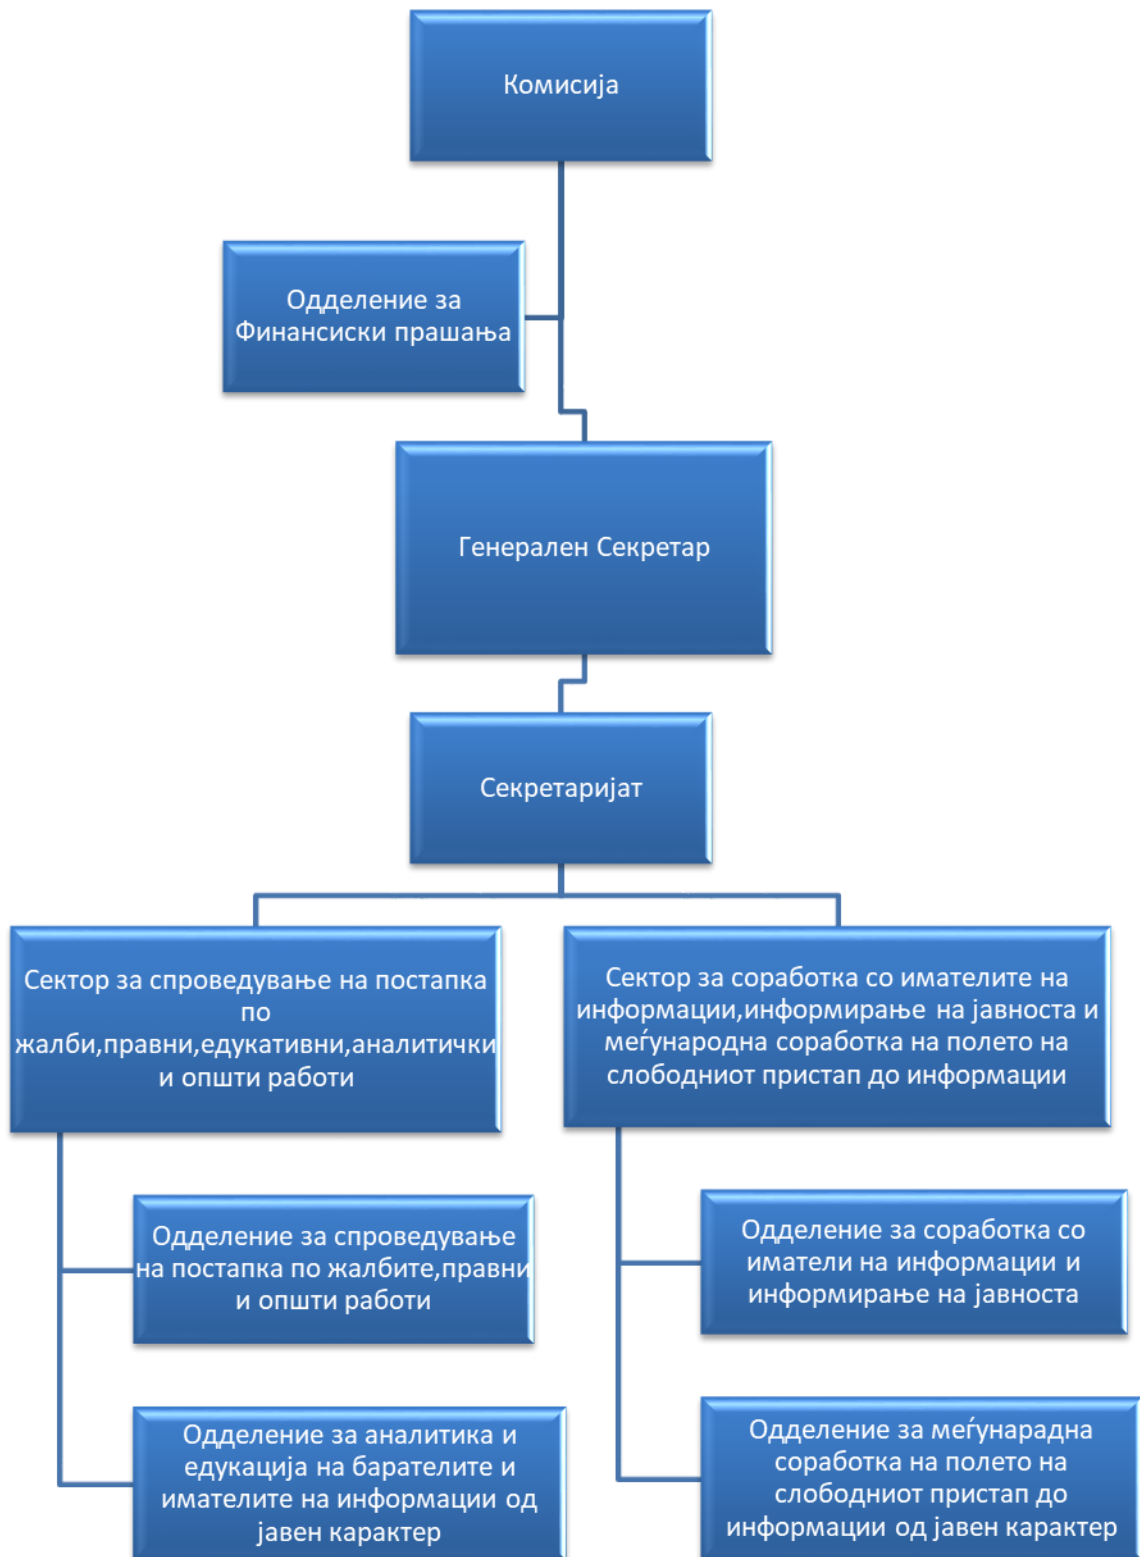 Комисија
Одделение за
Финансиски прашања
Генерален Секретар
Секретаријат
Сектор за спроведување на постапка
по
жалби,правни,едукативни,аналитички
и општи работи
Сектор за соработка со имателите на
информации,информирање на јавноста и
меѓународна соработка на полето на
слободниот пристап до информации
Одделение за спроведување
на постапка по жалбите,правни
и општи работи
Одделение за соработка со
иматели на информации и
информирање на јавноста
Одделение за аналитика и
едукација на барателите и
имателите на информации од
јавен карактер
Одделение за меѓунарадна
соработка на полето на
слободниот пристап до
информации од јавен карактер